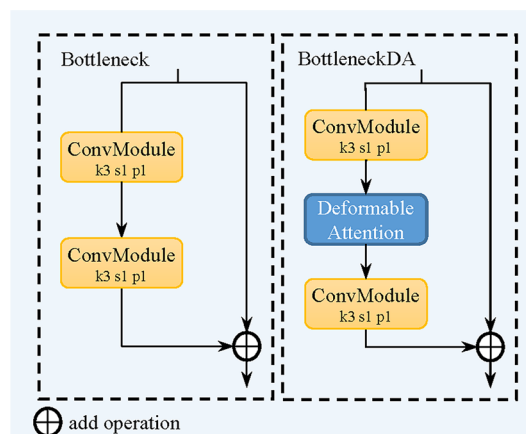 Bottleneck
ConvModule
k3 s1 p1
ConvModule
k3 s1 p1
BottleneckDA
ConvModule
k3 s1 p1
Deformable
Attention
ConvModule
k3 s1 p1
add operation